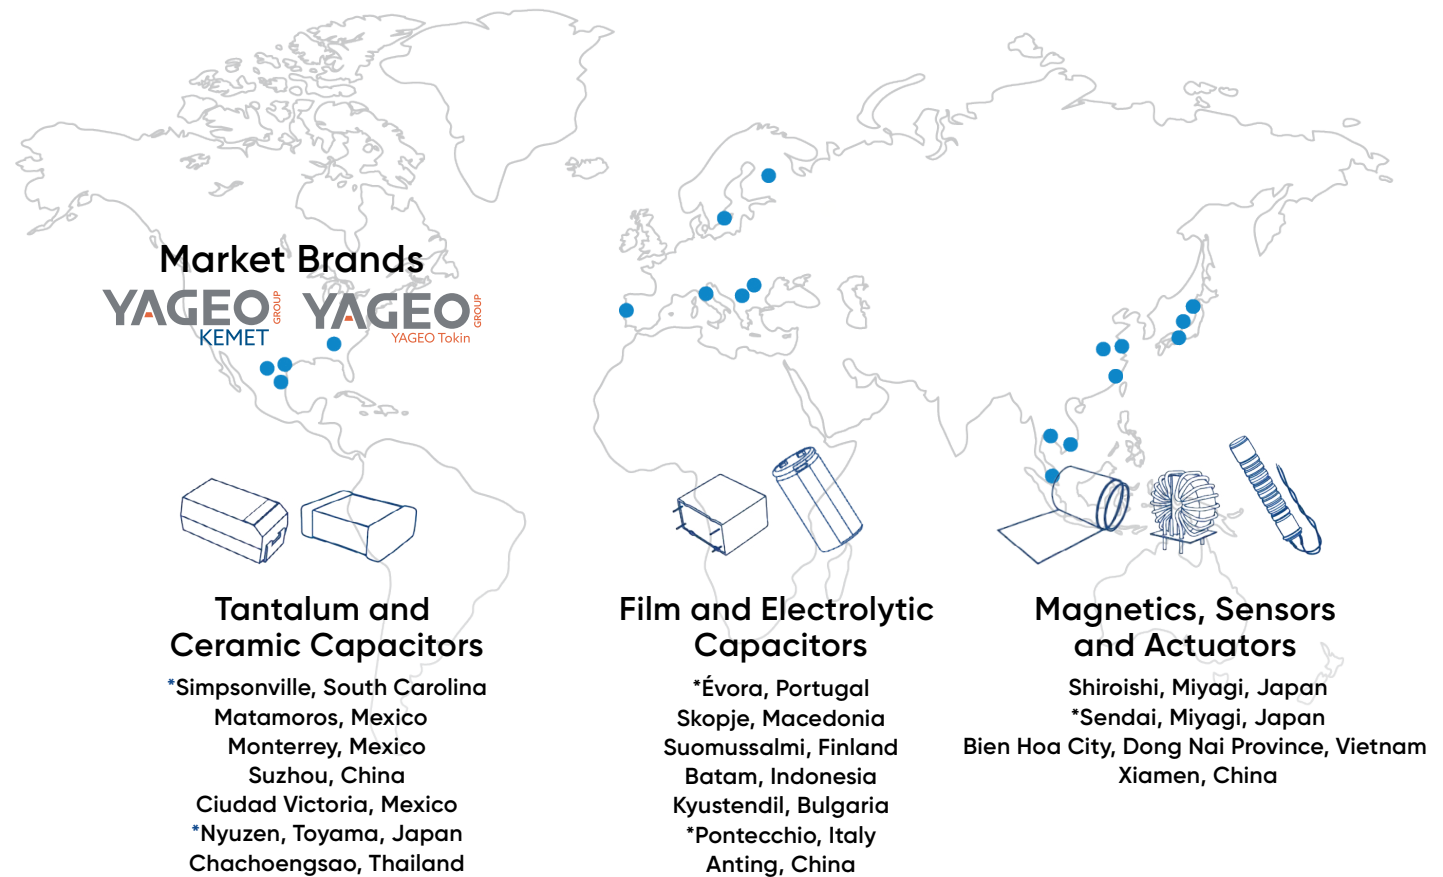 Market Brands
YAGEO GROUP
KEMET
YAGEO GROUP
YAGEO Tokin
Tantalum and
Ceramic Capacitors
*Simpsonville, South Carolina
Matamoros, Mexico
Monterrey, Mexico
Suzhou, China
Ciudad Victoria, Mexico
*Nyuzen, Toyama, Japan
Chachoengsao, Thailand
Film and Electrolytic
Capacitors
*Évora, Portugal
Skopje, Macedonia
Suomussalmi, Finland
Batam, Indonesia
Kyustendil, Bulgaria
*Pontecchio, Italy
Anting, China
Magnetics, Sensors
and Actuators
Shiroishi, Miyagi, Japan
*Sendai, Miyagi, Japan
Bien Hoa City, Dong Nai Province, Vietnam
Xiamen, China